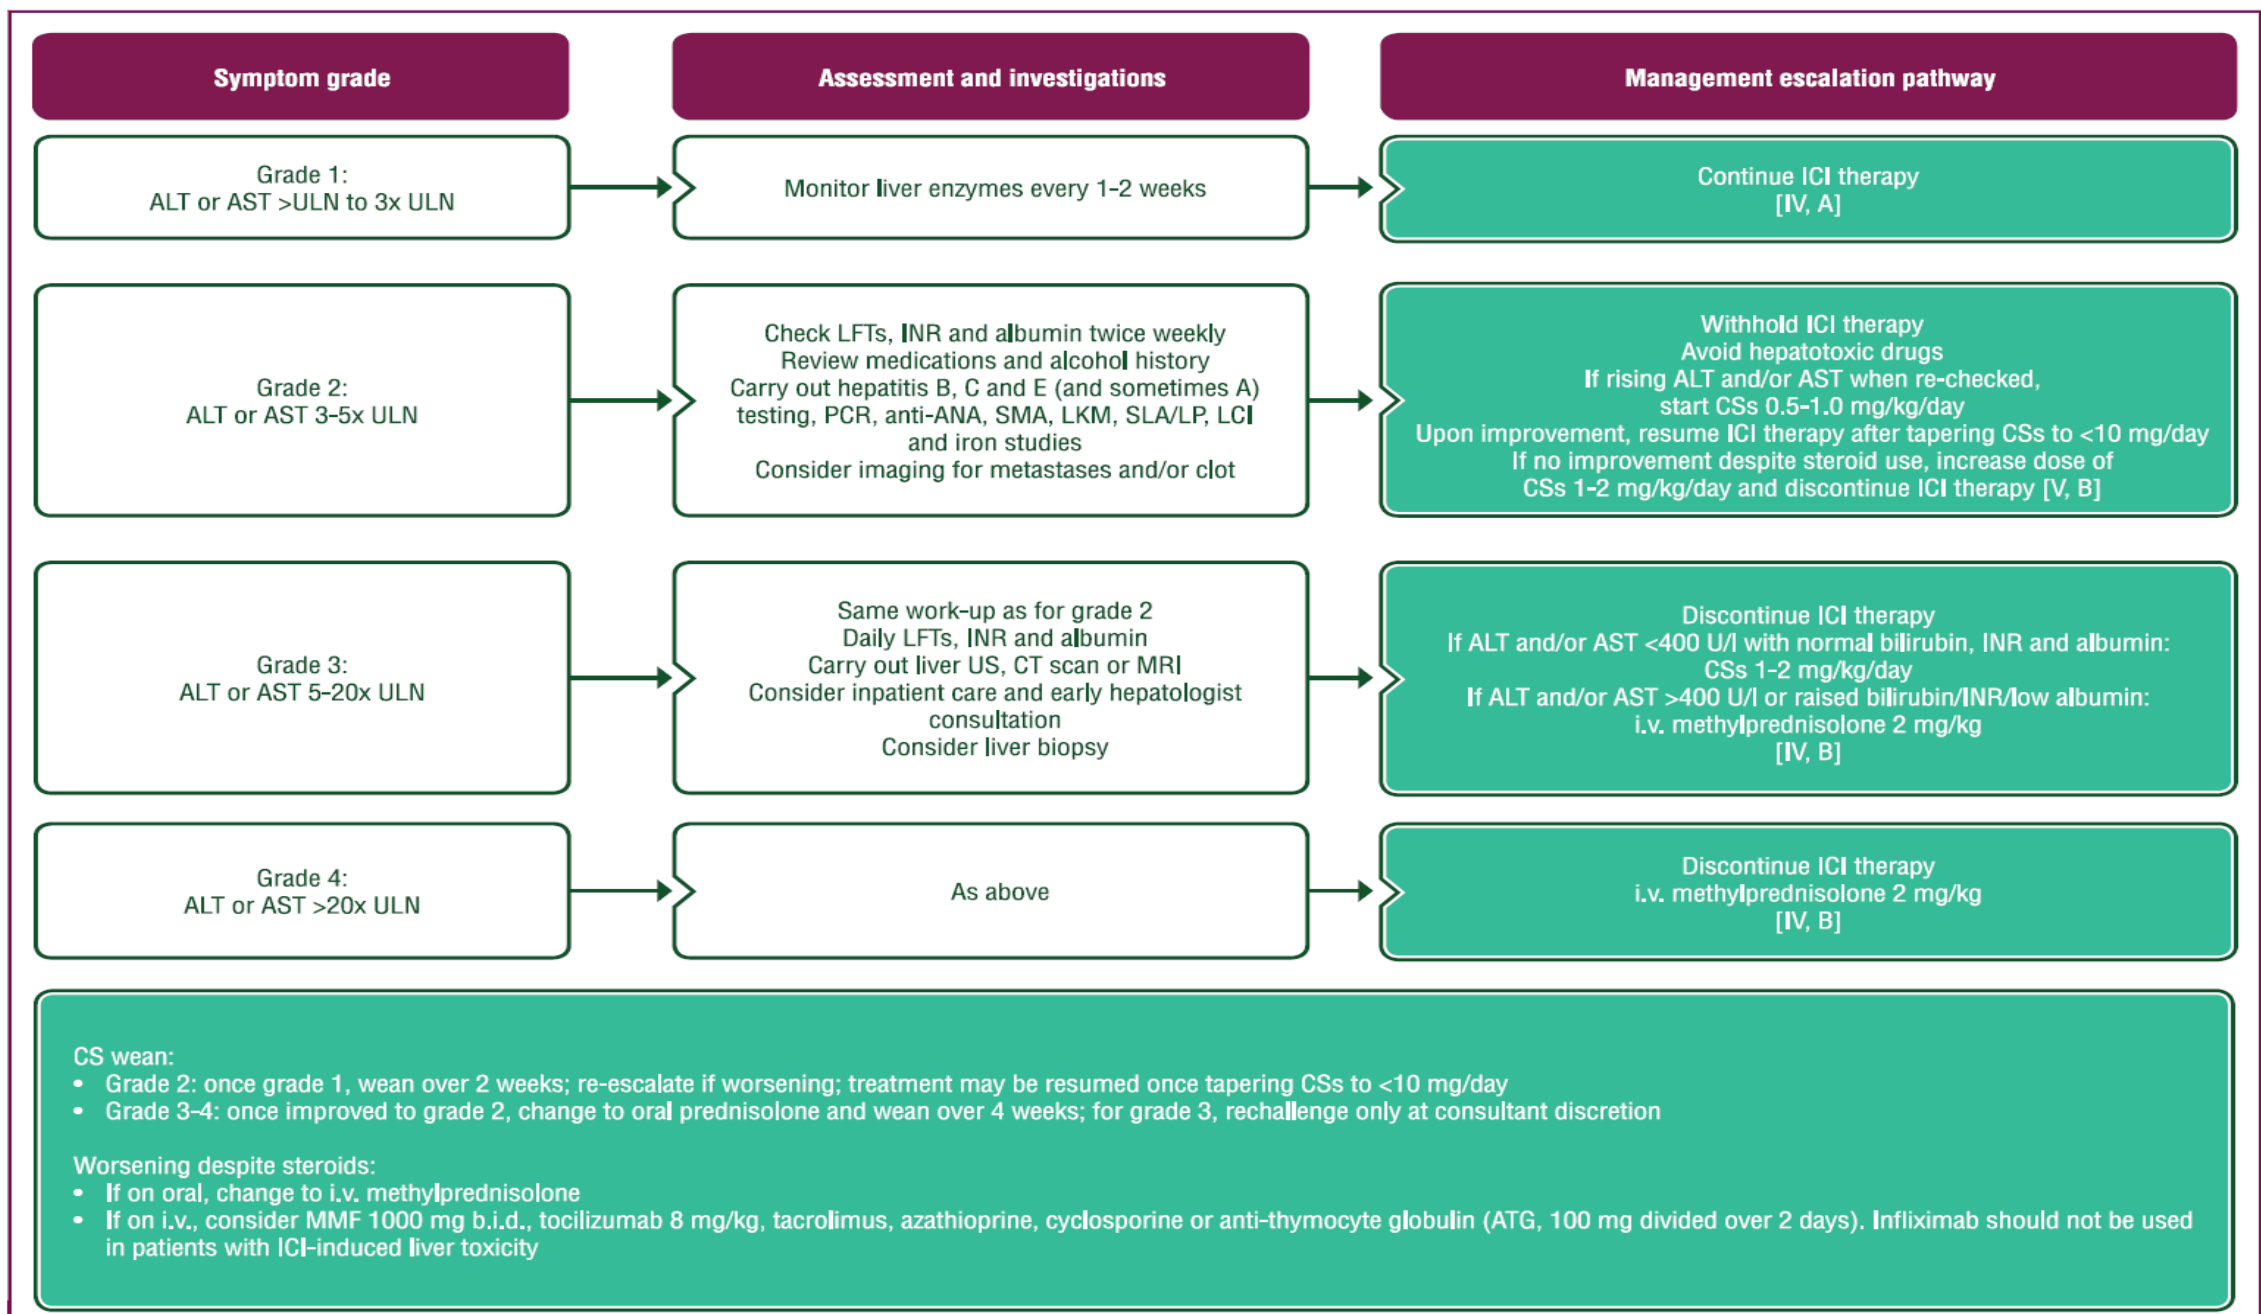 Symptom grade
Assessment and investigations
Management escalation pathway
Grade 1:
ALT or AST >ULN to 3x ULN
Monitor liver enzymes every 1-2 weeks
Continue ICI therapy
[IV, A]
Grade 2:
ALT or AST 3-5x ULN
Check LFTs, INR and albumin twice weekly
Review medications and alcohol history
Carry out hepatitis B, C and E (and sometimes A)
testing, PCR, anti-ANA, SMA, LKM, SLA/LP, LCI
and iron studies
Consider imaging for metastases and/or clot
Withhold ICI therapy
Avoid hepatotoxic drugs
If rising ALT and/or AST when re-checked,
start CSs 0.5-1.0 mg/kg/day
Upon improvement, resume ICI therapy after tapering CSs to <10 mg/day
If no improvement despite steroid use, increase dose of
CSs 1-2 mg/kg/day and discontinue ICI therapy [V, B]
Grade 3:
ALT or AST 5-20x ULN
Same work-up as for grade 2
Daily LFTs, INR and albumin
Carry out liver US, CT scan or MRI
Consider inpatient care and early hepatologist
consultation
Consider liver biopsy
Discontinue ICI therapy
If ALT and/or AST <400 U/l with normal bilirubin, INR and albumin:
CSs 1-2 mg/kg/day
If ALT and/or AST >400 U/l or raised bilirubin/INR/low albumin:
i.v. methylprednisolone 2 mg/kg
[IV, B]
Grade 4:
ALT or AST >20x ULN
As above
Discontinue ICI therapy
i.v. methylprednisolone 2 mg/kg
[IV, B]
CS wean:
• Grade 2: once grade 1, wean over 2 weeks; re-escalate if worsening; treatment may be resumed once tapering CSs to <10 mg/day
• Grade 3-4: once improved to grade 2, change to oral prednisolone and wean over 4 weeks; for grade 3, rechallenge only at consultant discretion
Worsening despite steroids:
• If on oral, change to i.v. methylprednisolone
• If on i.v., consider MMF 1000 mg b.i.d., tocilizumab 8 mg/kg, tacrolimus, azathioprine, cyclosporine or anti-thymocyte globulin (ATG, 100 mg divided over 2 days). Infliximab should not be used
in patients with ICI-induced liver toxicity